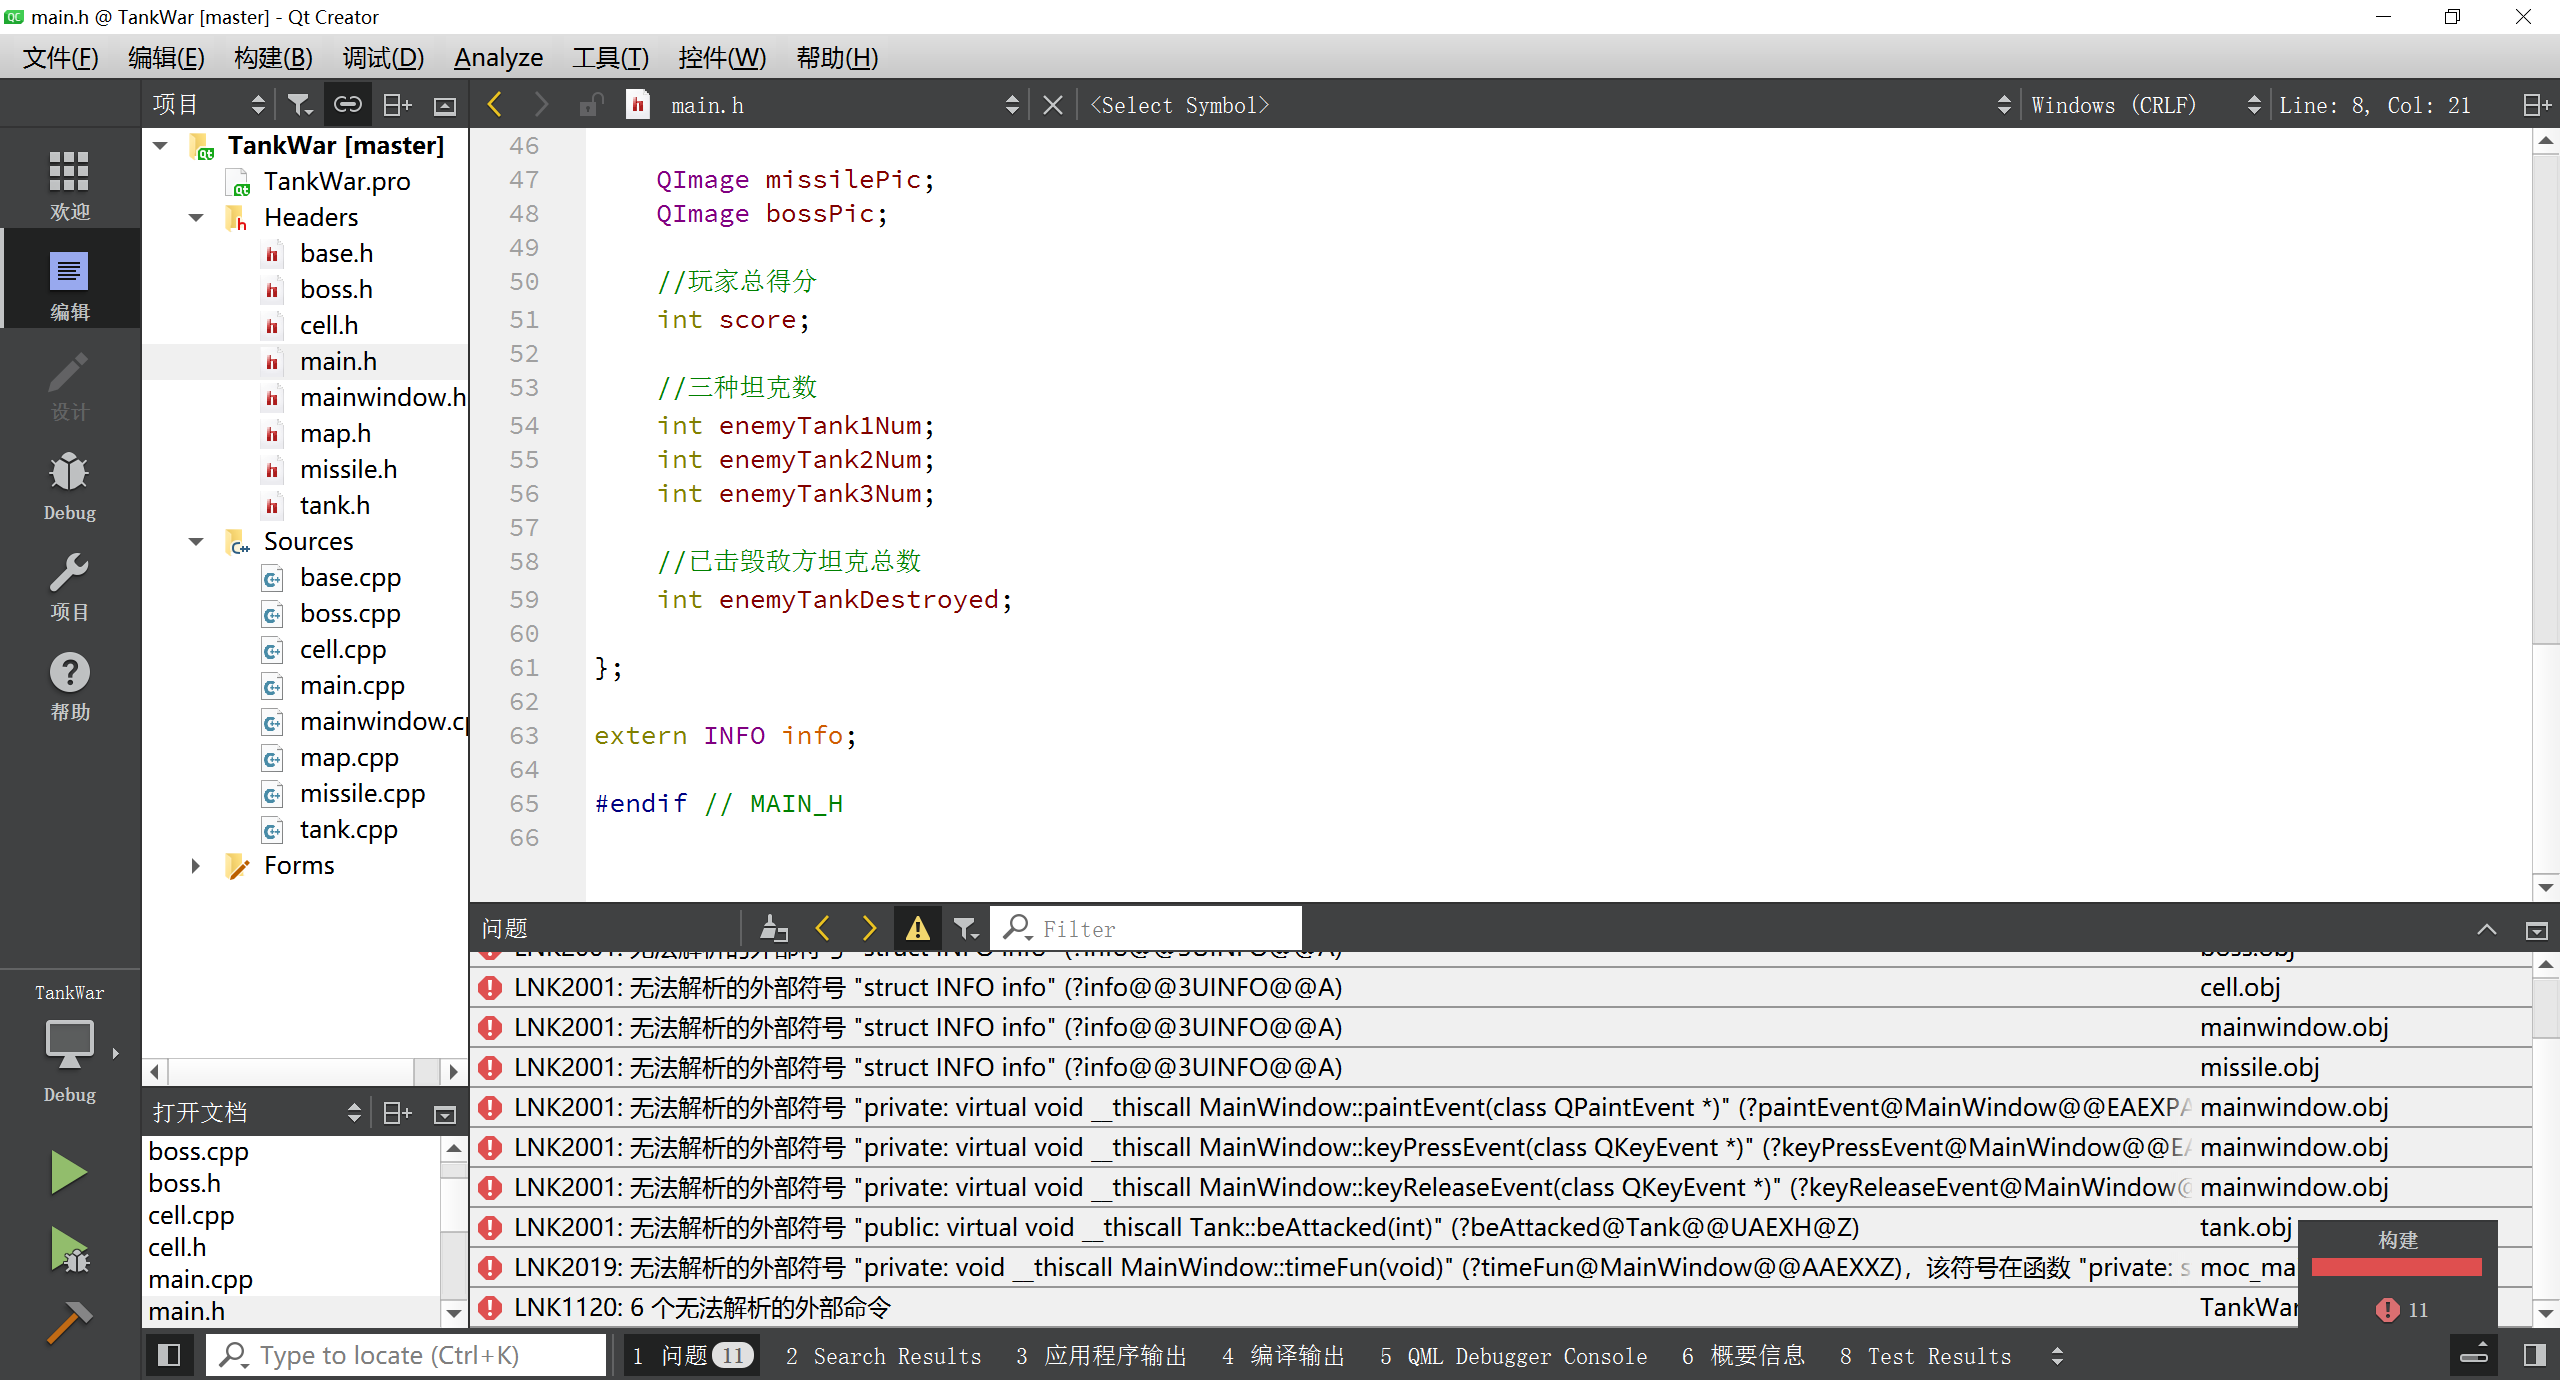 main.h @ TankWar [master] - Qt Creator
文件(F) 编辑(E) 构建(B) 调试(D) Analyze 工具(T) 控件(W) 帮助(H)
项目
main.h
<Select Symbol>
Windows (CRLF)
Line: 8, Col: 21
欢迎
编辑
设计
Debug
项目
帮助
TankWar
Debug
TankWar [master]
TankWar.pro
Headers
base.h
boss.h
cell.h
main.h
mainwindow.h
map.h
missile.h
tank.h
Sources
base.cpp
boss.cpp
cell.cpp
main.cpp
mainwindow.cp
map.cpp
missile.cpp
tank.cpp
Forms
打开文档
boss.cpp
boss.h
cell.cpp
cell.h
main.cpp
main.h
46
47 QImage missilePic;
48 QImage bossPic;
49
50 //玩家总得分
51 int score;
52
53 //三种坦克数
54 int enemyTank1Num;
55 int enemyTank2Num;
56 int enemyTank3Num;
57
58 //已击毁敌方坦克总数
59 int enemyTankDestroyed;
60
61 };
62
63 extern INFO info;
64
65 #endif // MAIN_H
66
问题
Filter
LNK2001: 无法解析的外部符号 "struct INFO info" (?info@@3UINFO@@A) boss.obj
LNK2001: 无法解析的外部符号 "struct INFO info" (?info@@3UINFO@@A) cell.obj
LNK2001: 无法解析的外部符号 "struct INFO info" (?info@@3UINFO@@A) mainwindow.obj
LNK2001: 无法解析的外部符号 "struct INFO info" (?info@@3UINFO@@A) missile.obj
LNK2001: 无法解析的外部符号 "private: virtual void __thiscall MainWindow::paintEvent(class QPaintEvent *)" (?paintEvent@MainWindow@@EAEXPA mainwindow.obj
LNK2001: 无法解析的外部符号 "private: virtual void __thiscall MainWindow::keyPressEvent(class QKeyEvent *)" (?keyPressEvent@MainWindow@@EA mainwindow.obj
LNK2001: 无法解析的外部符号 "private: virtual void __thiscall MainWindow::keyReleaseEvent(class QKeyEvent *)" (?keyReleaseEvent@MainWindow@ mainwindow.obj
LNK2001: 无法解析的外部符号 "public: virtual void __thiscall Tank::beAttacked(int)" (?beAttacked@Tank@@UAEXH@Z) tank.obj
LNK2019: 无法解析的外部符号 "private: void __thiscall MainWindow::timeFun(void)" (?timeFun@MainWindow@@AAEXXZ)，该符号在函数 "private: s moc_ma
LNK1120: 6 个无法解析的外部命令 TankWar
构建
11
Type to locate (Ctrl+K)
1 问题 11 2 Search Results 3 应用程序输出 4 编译输出 5 QML Debugger Console 6 概要信息 8 Test Results